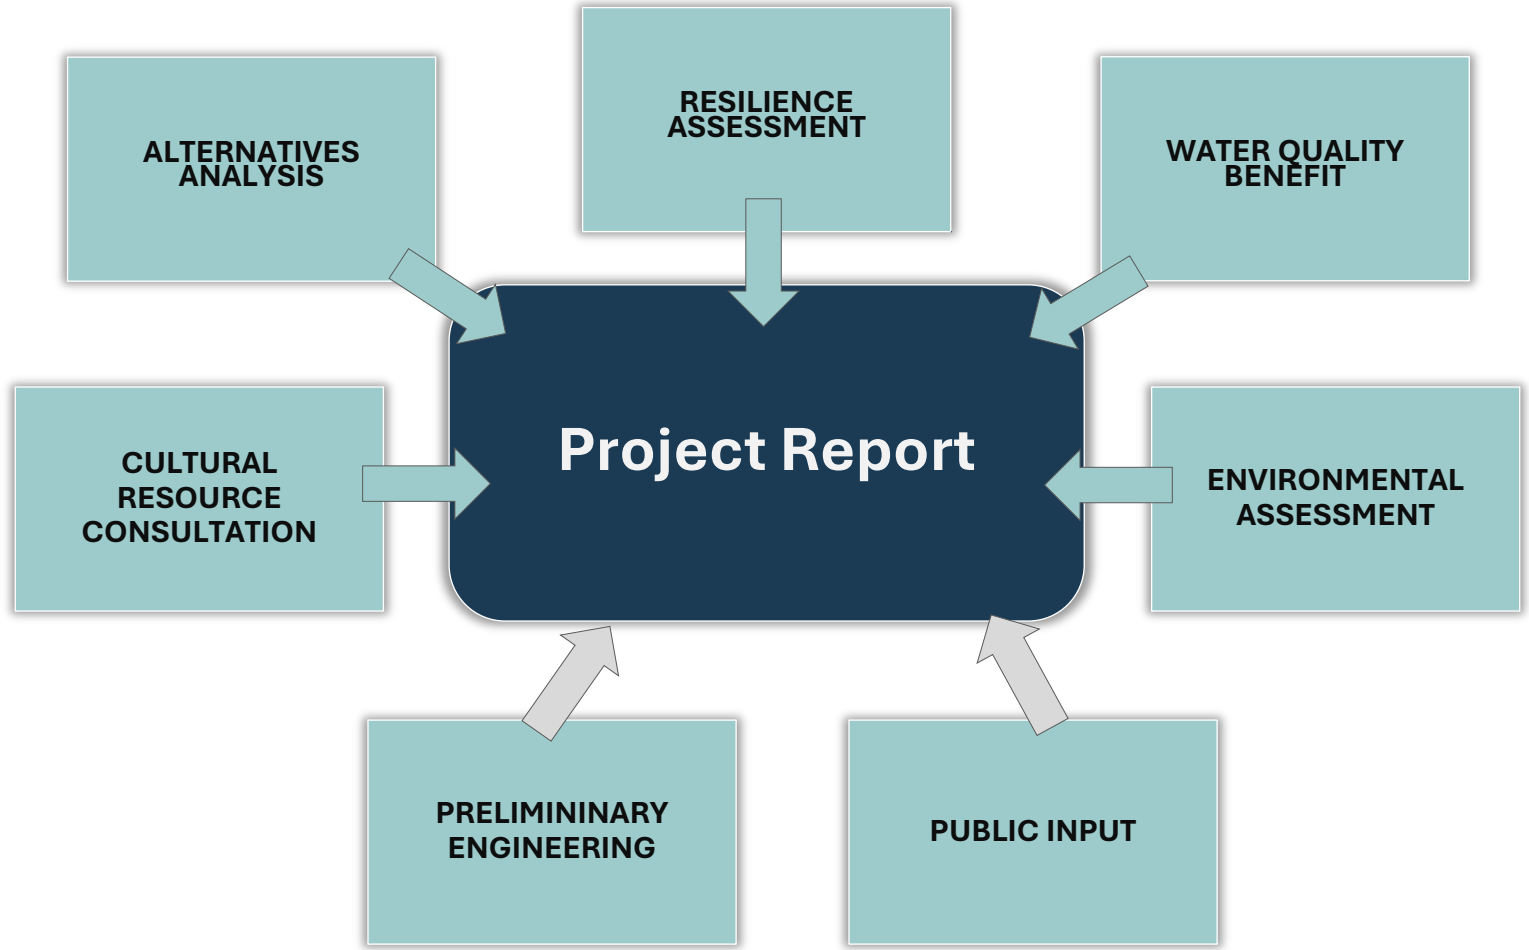 RESILIENCE
ASSESSMENT
ALTERNATIVES
ANALYSIS
WATER QUALITY
BENEFIT
Project Report
CULTURAL
RESOURCE
CONSULTATION
ENVIRONMENTAL
ASSESSMENT
PRELIMININARY
ENGINEERING
PUBLIC INPUT